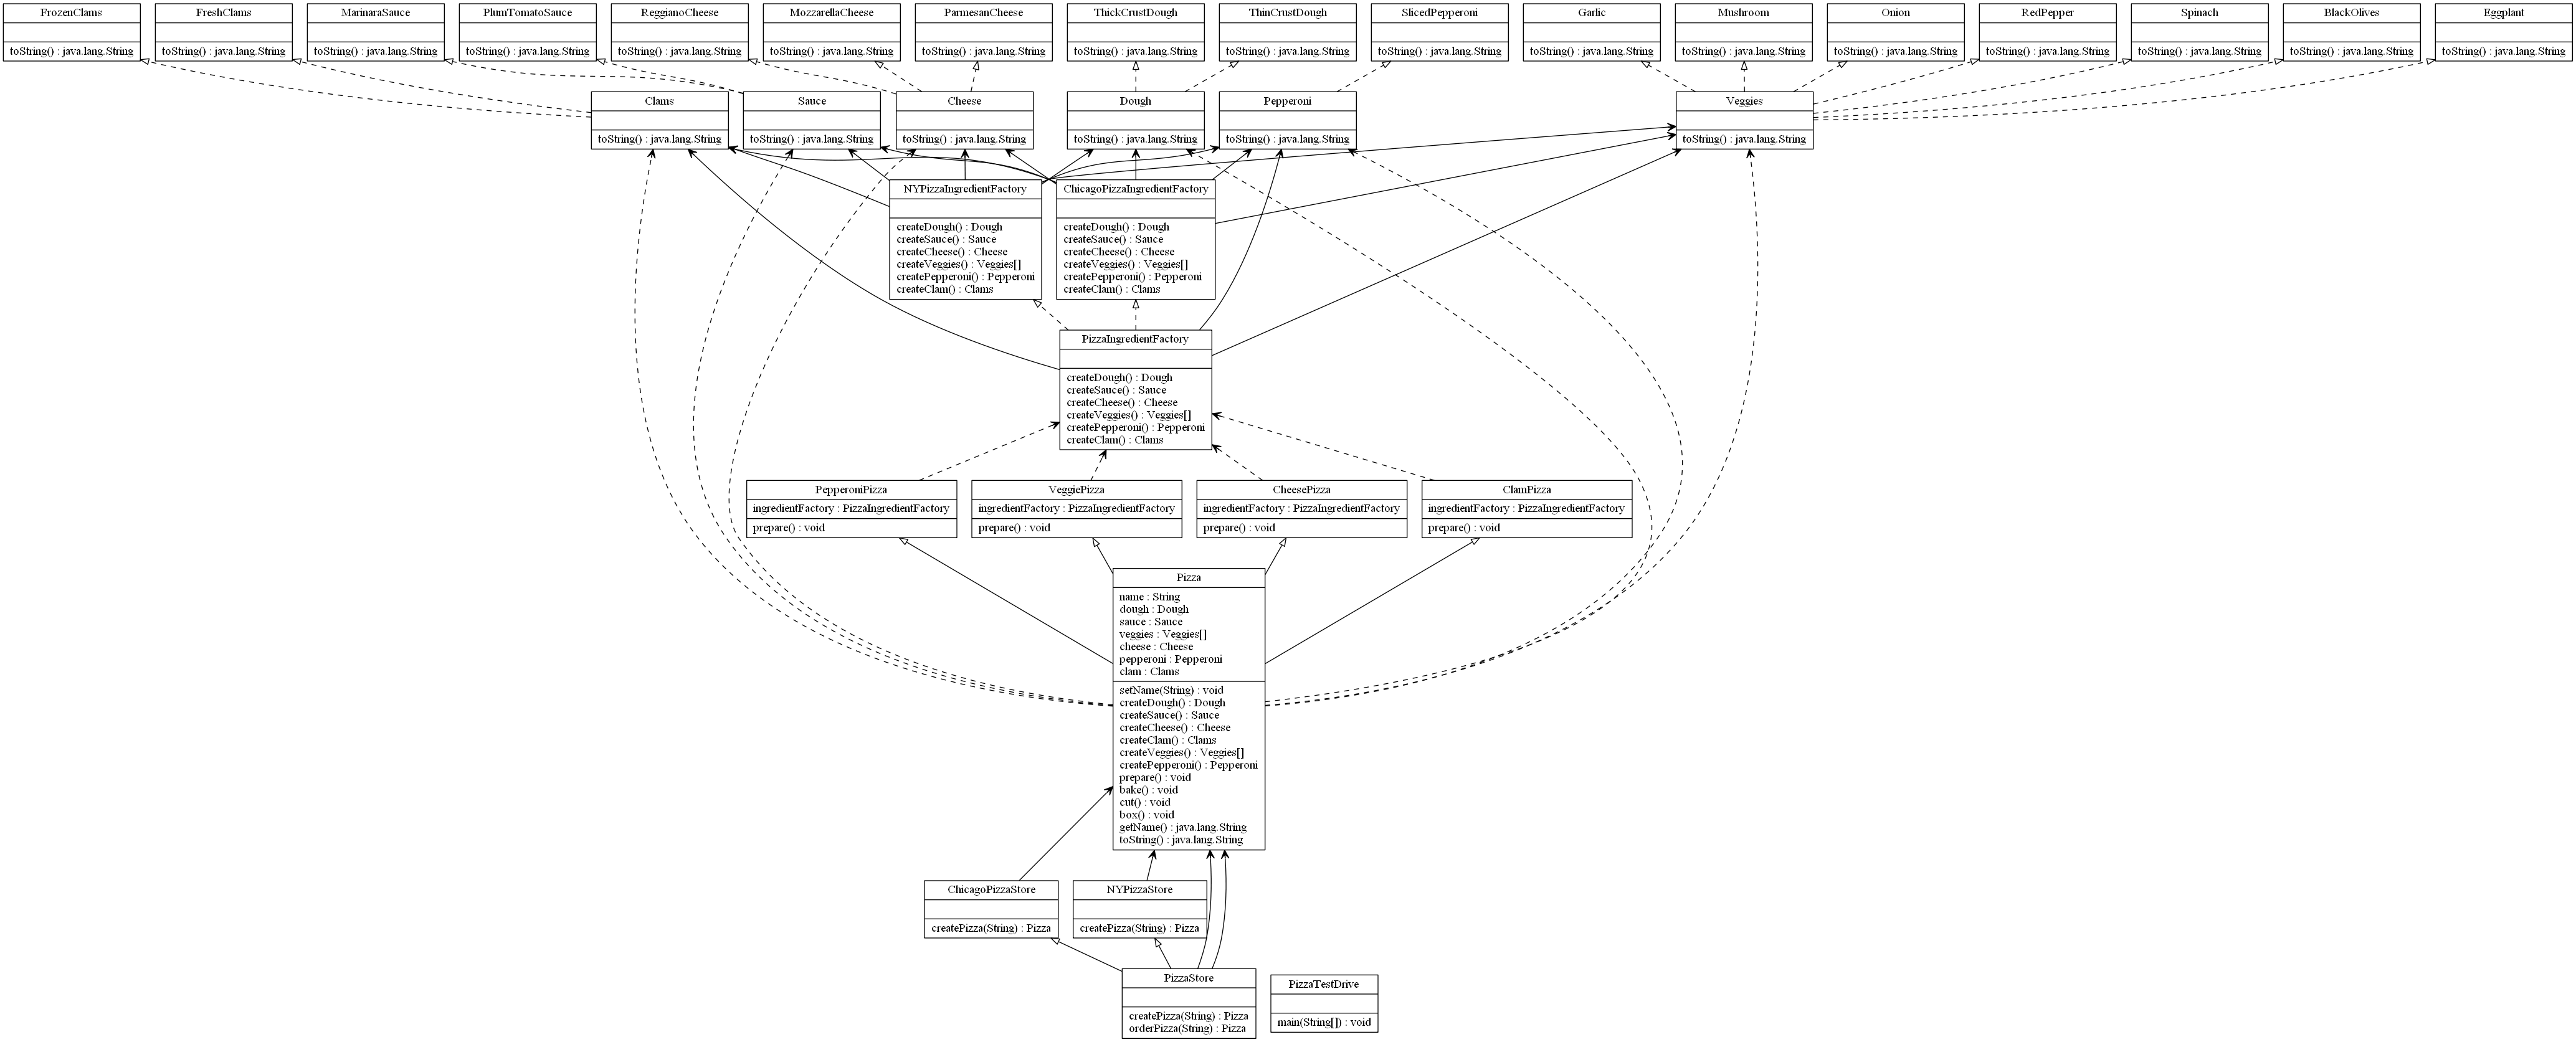 FrozenClams
toString() : java.lang.String
FreshClams
toString() : java.lang.String
MarinaraSauce
toString() : java.lang.String
PlumTomatoSauce
toString() : java.lang.String
ReggianoCheese
toString() : java.lang.String
MozzarellaCheese
toString() : java.lang.String
ParmesanCheese
toString() : java.lang.String
ThickCrustDough
toString() : java.lang.String
ThinCrustDough
toString() : java.lang.String
SlicedPepperoni
toString() : java.lang.String
Garlic
toString() : java.lang.String
Mushroom
toString() : java.lang.String
Onion
toString() : java.lang.String
RedPepper
toString() : java.lang.String
Spinach
toString() : java.lang.String
BlackOlives
toString() : java.lang.String
Eggplant
toString() : java.lang.String
Clams
toString() : java.lang.String
Sauce
toString() : java.lang.String
Cheese
toString() : java.lang.String
Dough
toString() : java.lang.String
Pepperoni
toString() : java.lang.String
Veggies
toString() : java.lang.String
NYPizzaIngredientFactory
createDough() : Dough
createSauce() : Sauce
createCheese() : Cheese
createVeggies() : Veggies[]
createPepperoni() : Pepperoni
createClam() : Clams
ChicagoPizzaIngredientFactory
createDough() : Dough
createSauce() : Sauce
createCheese() : Cheese
createVeggies() : Veggies[]
createPepperoni() : Pepperoni
createClam() : Clams
PizzaIngredientFactory
createDough() : Dough
createSauce() : Sauce
createCheese() : Cheese
createVeggies() : Veggies[]
createPepperoni() : Pepperoni
createClam() : Clams
PepperoniPizza
ingredientFactory : PizzaIngredientFactory
prepare() : void
VeggiePizza
ingredientFactory : PizzaIngredientFactory
prepare() : void
CheesePizza
ingredientFactory : PizzaIngredientFactory
prepare() : void
ClamPizza
ingredientFactory : PizzaIngredientFactory
prepare() : void
Pizza
name : String
dough : Dough
sauce : Sauce
veggies : Veggies[]
cheese : Cheese
pepperoni : Pepperoni
clam : Clams
setName(String) : void
createDough() : Dough
createSauce() : Sauce
createCheese() : Cheese
createClam() : Clams
createVeggies() : Veggies[]
createPepperoni() : Pepperoni
prepare() : void
bake() : void
cut() : void
box() : void
getName() : java.lang.String
toString() : java.lang.String
ChicagoPizzaStore
createPizza(String) : Pizza
NYPizzaStore
createPizza(String) : Pizza
PizzaStore
createPizza(String) : Pizza
orderPizza(String) : Pizza
PizzaTestDrive
main(String[]) : void